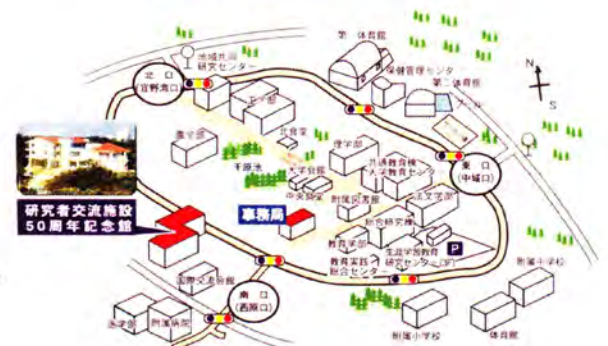 第一体育館
地域共同
研究センター
保健管理センター
第二体育館
プール
N
北 口
(宜野湾口)
工学部
北食堂
農学部
千原池
理学部
共通教育棟
大学教育センター
東 口
(中城口)
大学会館
中央食堂
法文学部
附属図書館
研究者交流施設
50周年記念館
事務局
総合研究棟
教育学部
P
生涯学習教育
研究センター(3F)
教育実践
総合センター
附属中学校
国際交流会館
南 口
(西原口)
医学部
附属病院
附属小学校
体育館